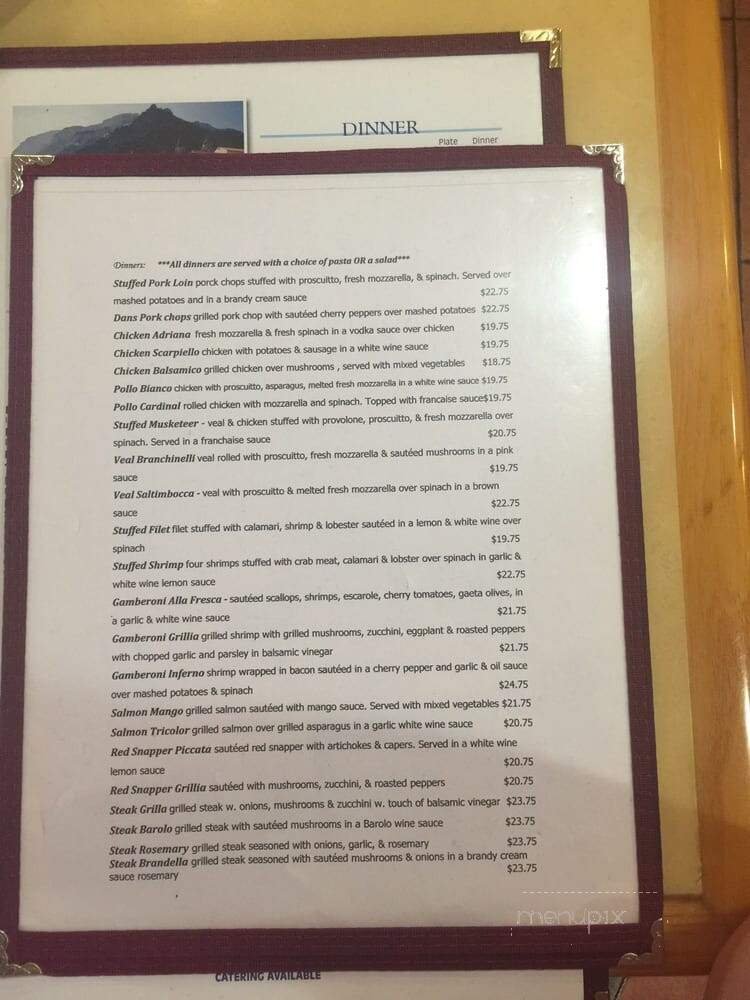 DINNER
Plate Dinner
Dinners: ***All dinners are served with a choice of pasta OR a salad***
Stuffed Pork Loin porck chops stuffed with proscuitto, fresh mozzarella, & spinach. Served over
mashed potatoes and in a brandy cream sauce $22.75
Dans Pork chops grilled pork chop with sautéed cherry peppers over mashed potatoes $22.75
Chicken Adriana fresh mozzarella & fresh spinach in a vodka sauce over chicken $19.75
Chicken Scarpiello chicken with potatoes & sausage in a white wine sauce $19.75
Chicken Balsamico grilled chicken over mushrooms , served with mixed vegetables $18.75
Pollo Bianco chicken with proscuitto, asparagus, melted fresh mozzarella in a white wine sauce $19.75
Pollo Cardinal rolled chicken with mozzarella and spinach. Topped with francaise sauce$19.75
Stuffed Musketeer - veal & chicken stuffed with provolone, proscuitto, & fresh mozzarella over
spinach. Served in a franchaise sauce $20.75
Veal Branchinelli veal rolled with proscuitto, fresh mozzarella & sautéed mushrooms in a pink
sauce $19.75
Veal Saltimbocca - veal with proscuitto & melted fresh mozzarella over spinach in a brown
sauce $22.75
Stuffed Filet filet stuffed with calamari, shrimp & lobester sautéed in a lemon & white wine over
spinach $19.75
Stuffed Shrimp four shrimps stuffed with crab meat, calamari & lobster over spinach in garlic &
white wine lemon sauce $22.75
Gamberoni Alla Fresca - sautéed scallops, shrimps, escarole, cherry tomatoes, gaeta olives, in
a garlic & white wine sauce $21.75
Gamberoni Grillia grilled shrimp with grilled mushrooms, zucchini, eggplant & roasted peppers
with chopped garlic and parsley in balsamic vinegar $21.75
Gamberoni Inferno shrimp wrapped in bacon sautéed in a cherry pepper and garlic & oil sauce
over mashed potatoes & spinach $24.75
Salmon Mango grilled salmon sautéed with mango sauce. Served with mixed vegetables $21.75
Salmon Tricolor grilled salmon over grilled asparagus in a garlic white wine sauce $20.75
Red Snapper Piccata sautéed red snapper with artichokes & capers. Served in a white wine
lemon sauce $20.75
Red Snapper Grillia sautéed with mushrooms, zucchini, & roasted peppers $20.75
Steak Grilla grilled steak w. onions, mushrooms & zucchini w. touch of balsamic vinegar $23.75
Steak Barolo grilled steak with sautéed mushrooms in a Barolo wine sauce $23.75
Steak Rosemary grilled steak seasoned with onions, garlic, & rosemary $23.75
Steak Brandella grilled steak seasoned with sautéed mushrooms & onions in a brandy cream
sauce rosemary $23.75
menupix
CATERING AVAILABLE